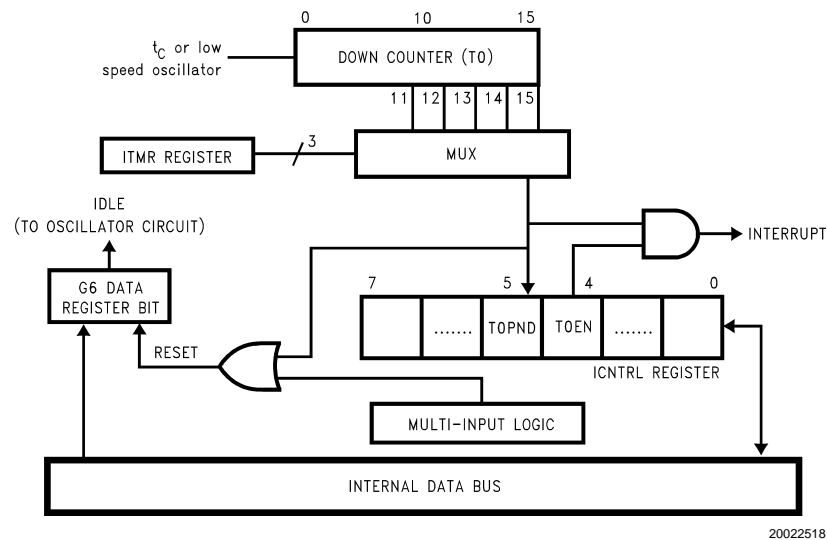 0 10 15
t_C or low
speed oscillator
DOWN COUNTER (T0)
11 12 13 14 15
ITMR REGISTER
3
MUX
IDLE
(TO OSCILLATOR CIRCUIT)
INTERRUPT
G6 DATA
REGISTER BIT
7 5 4 0
....... T0PND T0EN .......
RESET
ICNTRL REGISTER
MULTI-INPUT LOGIC
INTERNAL DATA BUS
20022518